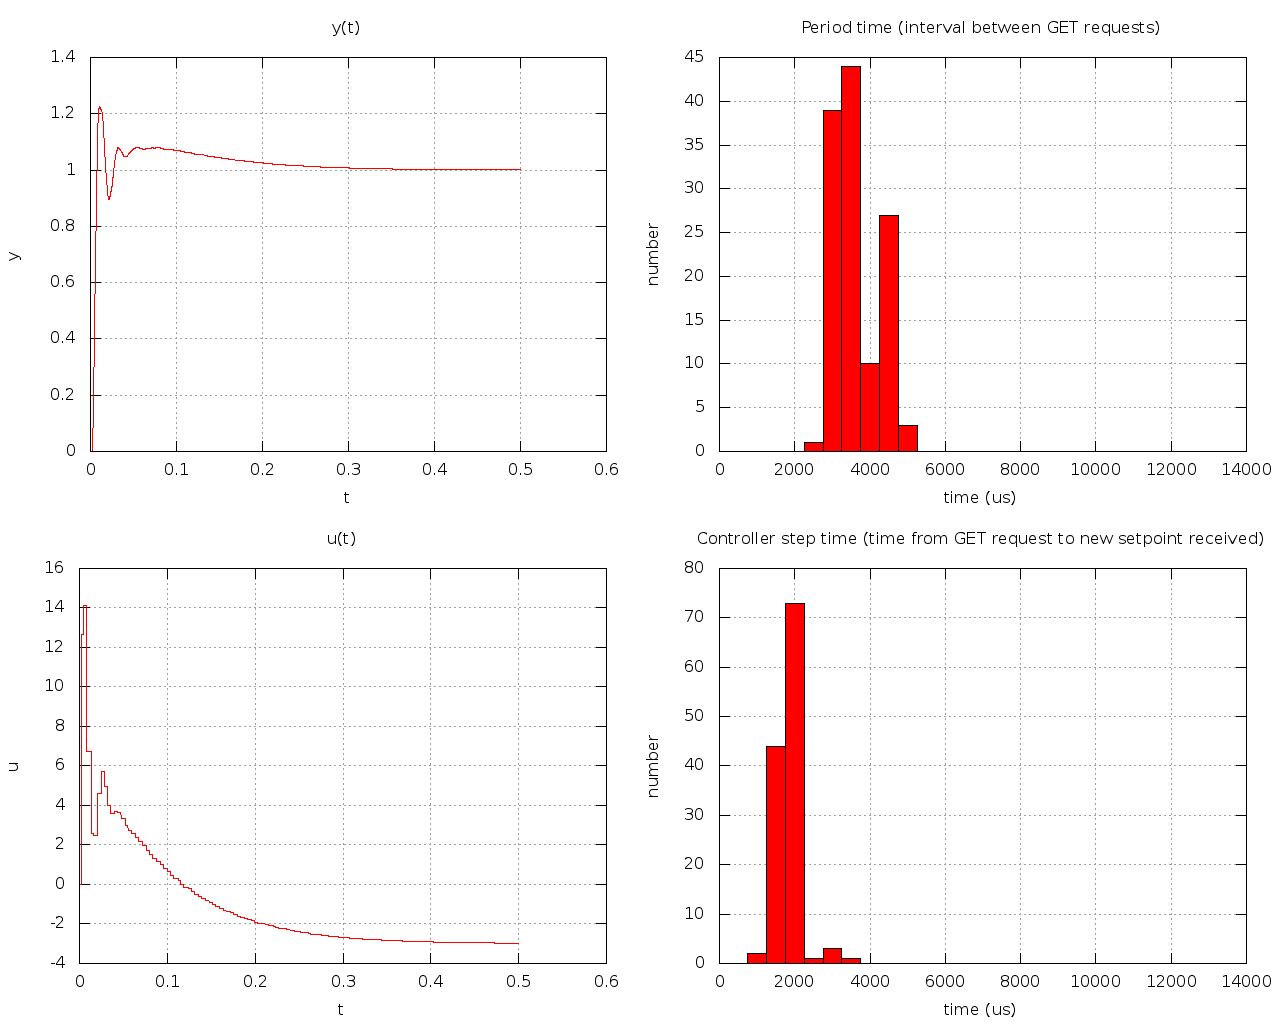 y(t)
1.4
1.2
1
0.8
0.6
0.4
0.2
0
y
0 0.1 0.2 0.3 0.4 0.5 0.6
t
Period time (interval between GET requests)
45
40
35
30
25
20
15
10
5
0
number
0 2000 4000 6000 8000 10000 12000 14000
time (us)
u(t)
16
14
12
10
8
6
4
2
0
-2
-4
u
0 0.1 0.2 0.3 0.4 0.5 0.6
t
Controller step time (time from GET request to new setpoint received)
80
70
60
50
40
30
20
10
0
number
0 2000 4000 6000 8000 10000 12000 14000
time (us)